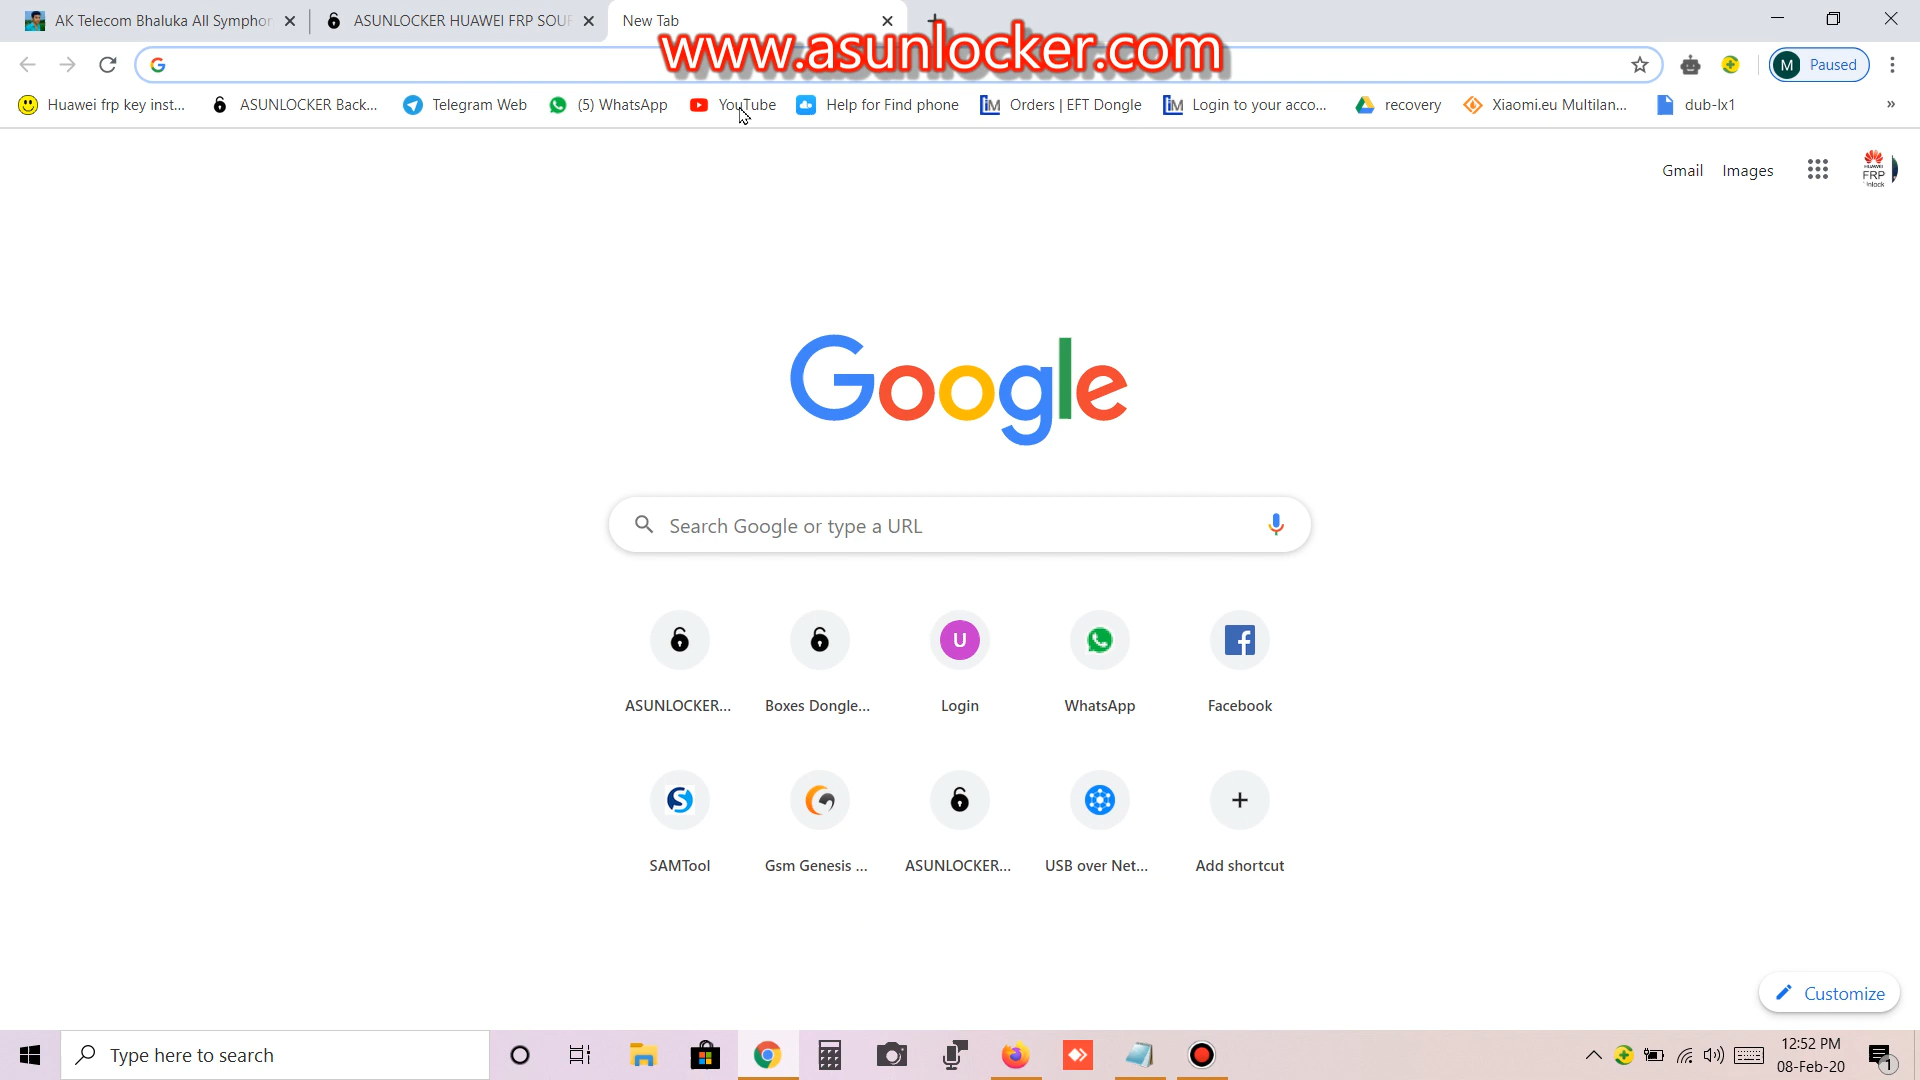 AK Telecom Bhaluka All Symphon
ASUNLOCKER HUAWEI FRP SOUF
New Tab
www.asunlocker.com
M Paused
Huawei frp key inst...
ASUNLOCKER Back...
Telegram Web
(5) WhatsApp
YouTube
Help for Find phone
Orders | EFT Dongle
Login to your acco...
recovery
Xiaomi.eu Multilan...
dub-lx1
»
Gmail
Images
HUAWEI
FRP
Unlock
Google
Search Google or type a URL
U
ASUNLOCKER...
Boxes Dongle...
Login
WhatsApp
Facebook
SAMTool
Gsm Genesis ...
ASUNLOCKER...
USB over Net...
Add shortcut
Customize
Type here to search
12:52 PM
08-Feb-20
1